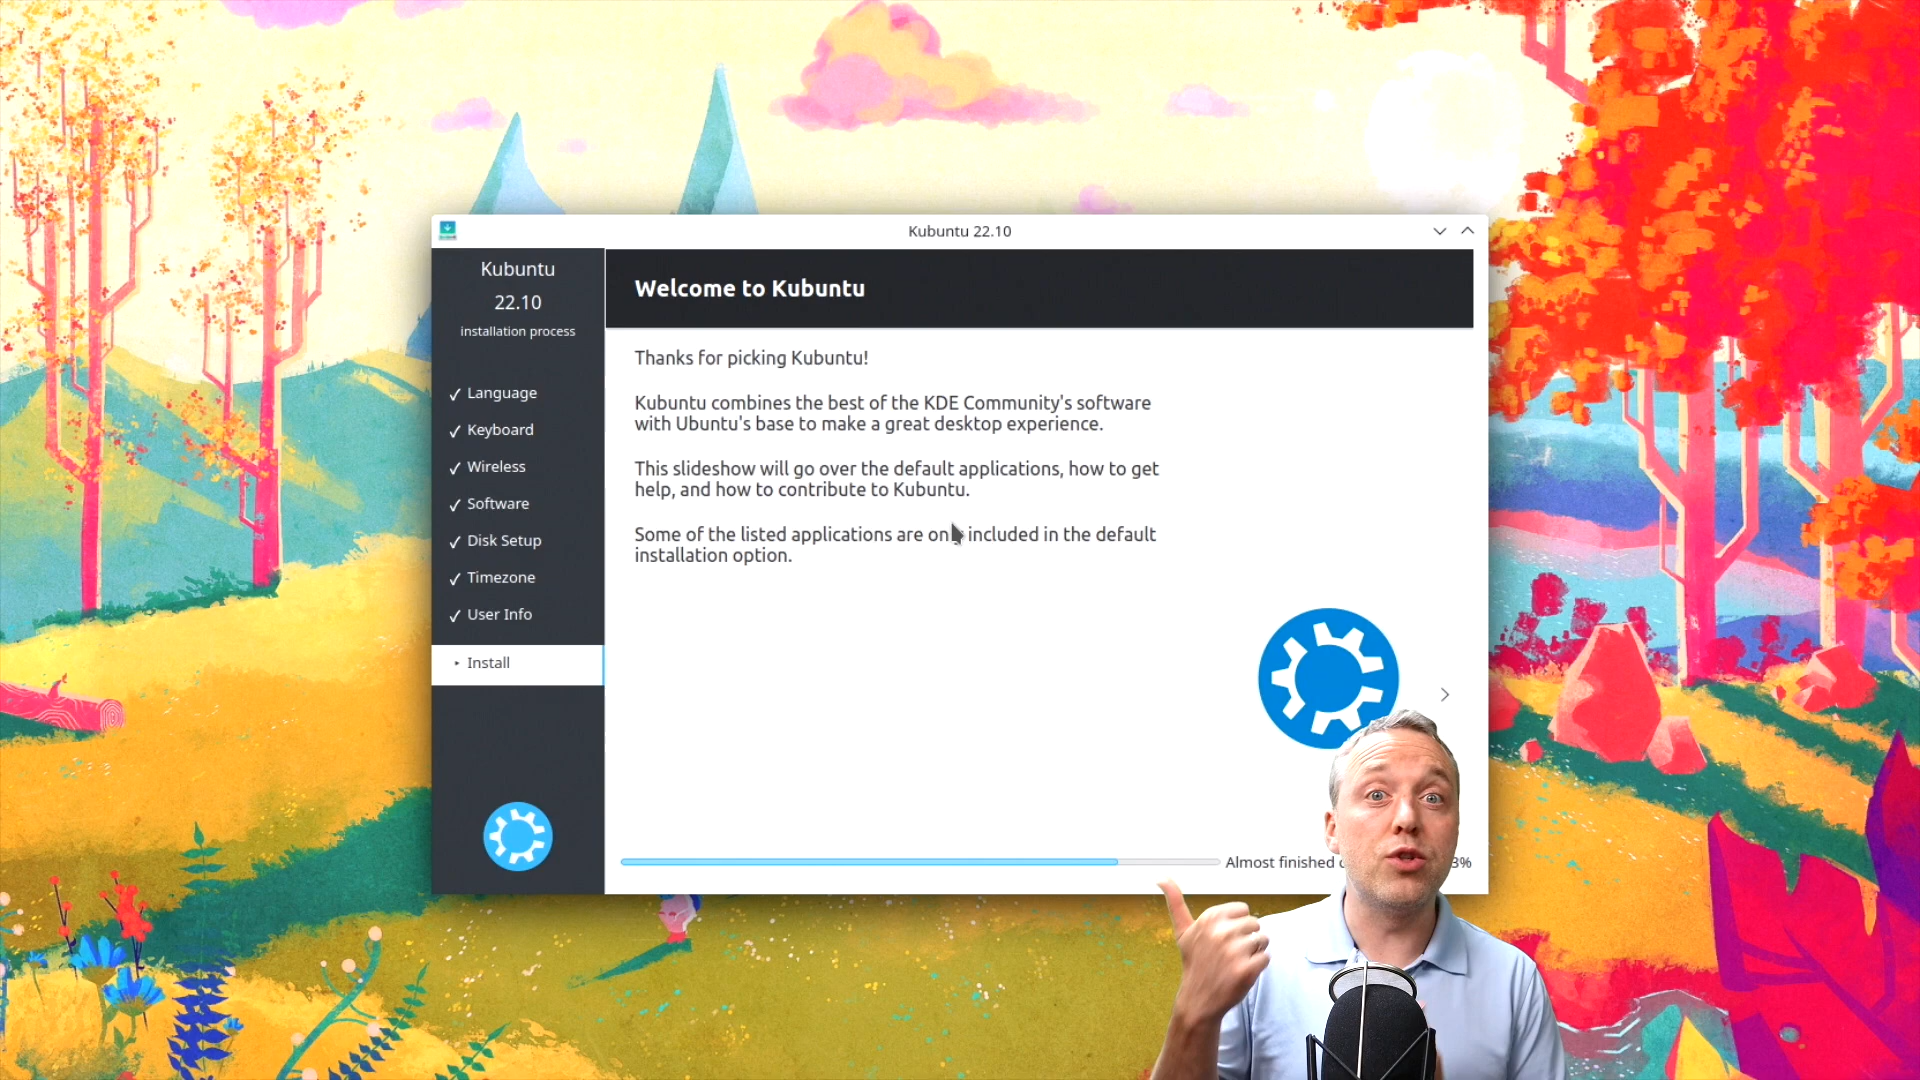 Kubuntu 22.10
Kubuntu
22.10
installation process
✓ Language
✓ Keyboard
✓ Wireless
✓ Software
✓ Disk Setup
✓ Timezone
✓ User Info
Install
Welcome to Kubuntu
Thanks for picking Kubuntu!
Kubuntu combines the best of the KDE Community's software
with Ubuntu's base to make a great desktop experience.
This slideshow will go over the default applications, how to get
help, and how to contribute to Kubuntu.
Some of the listed applications are only included in the default
installation option.
Almost finished 3%